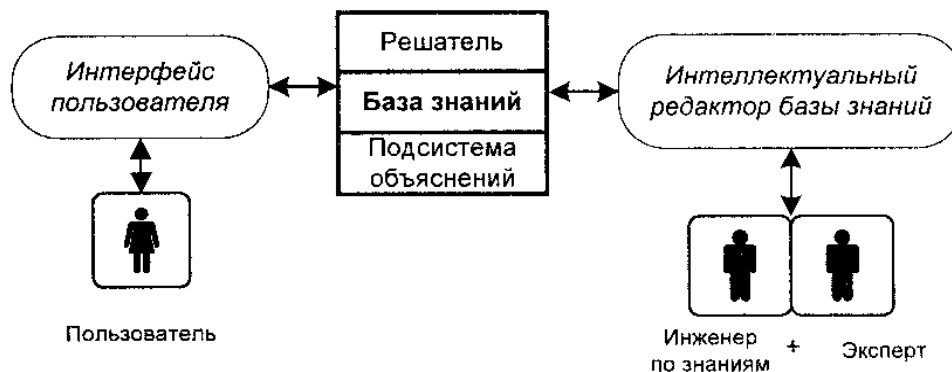 Решатель
Интерфейс
пользователя
База знаний
Интеллектуальный
редактор базы знаний
Подсистема
объяснений
Пользователь
Инженер
по знаниям
+
Эксперт